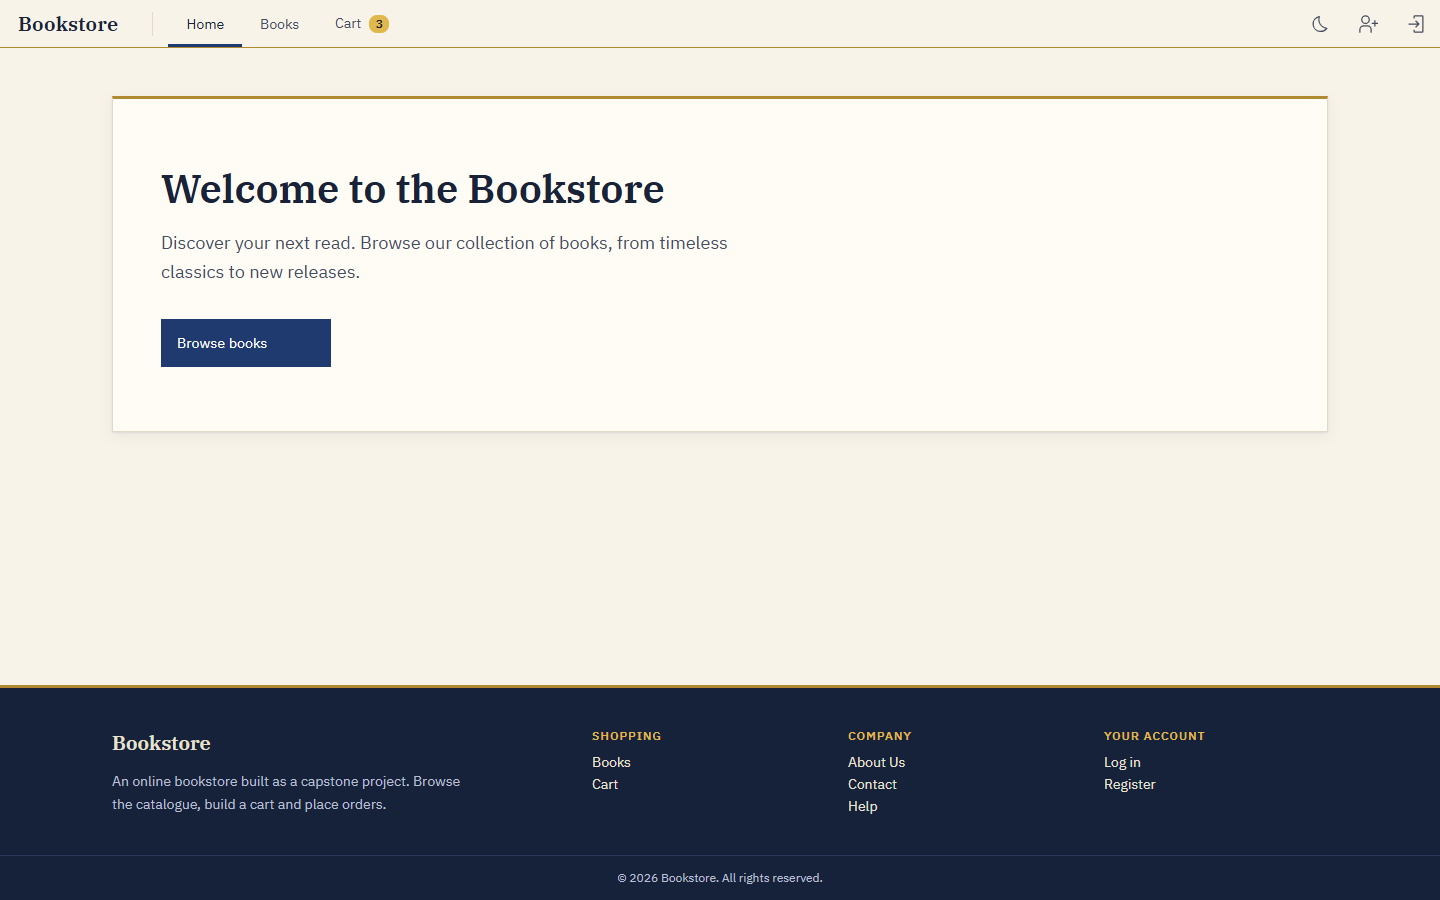 Bookstore
Home
Books
Cart 3
Welcome to the Bookstore
Discover your next read. Browse our collection of books, from timeless
classics to new releases.
Browse books
Bookstore
An online bookstore built as a capstone project. Browse
the catalogue, build a cart and place orders.
SHOPPING
Books
Cart
COMPANY
About Us
Contact
Help
YOUR ACCOUNT
Log in
Register
© 2026 Bookstore. All rights reserved.